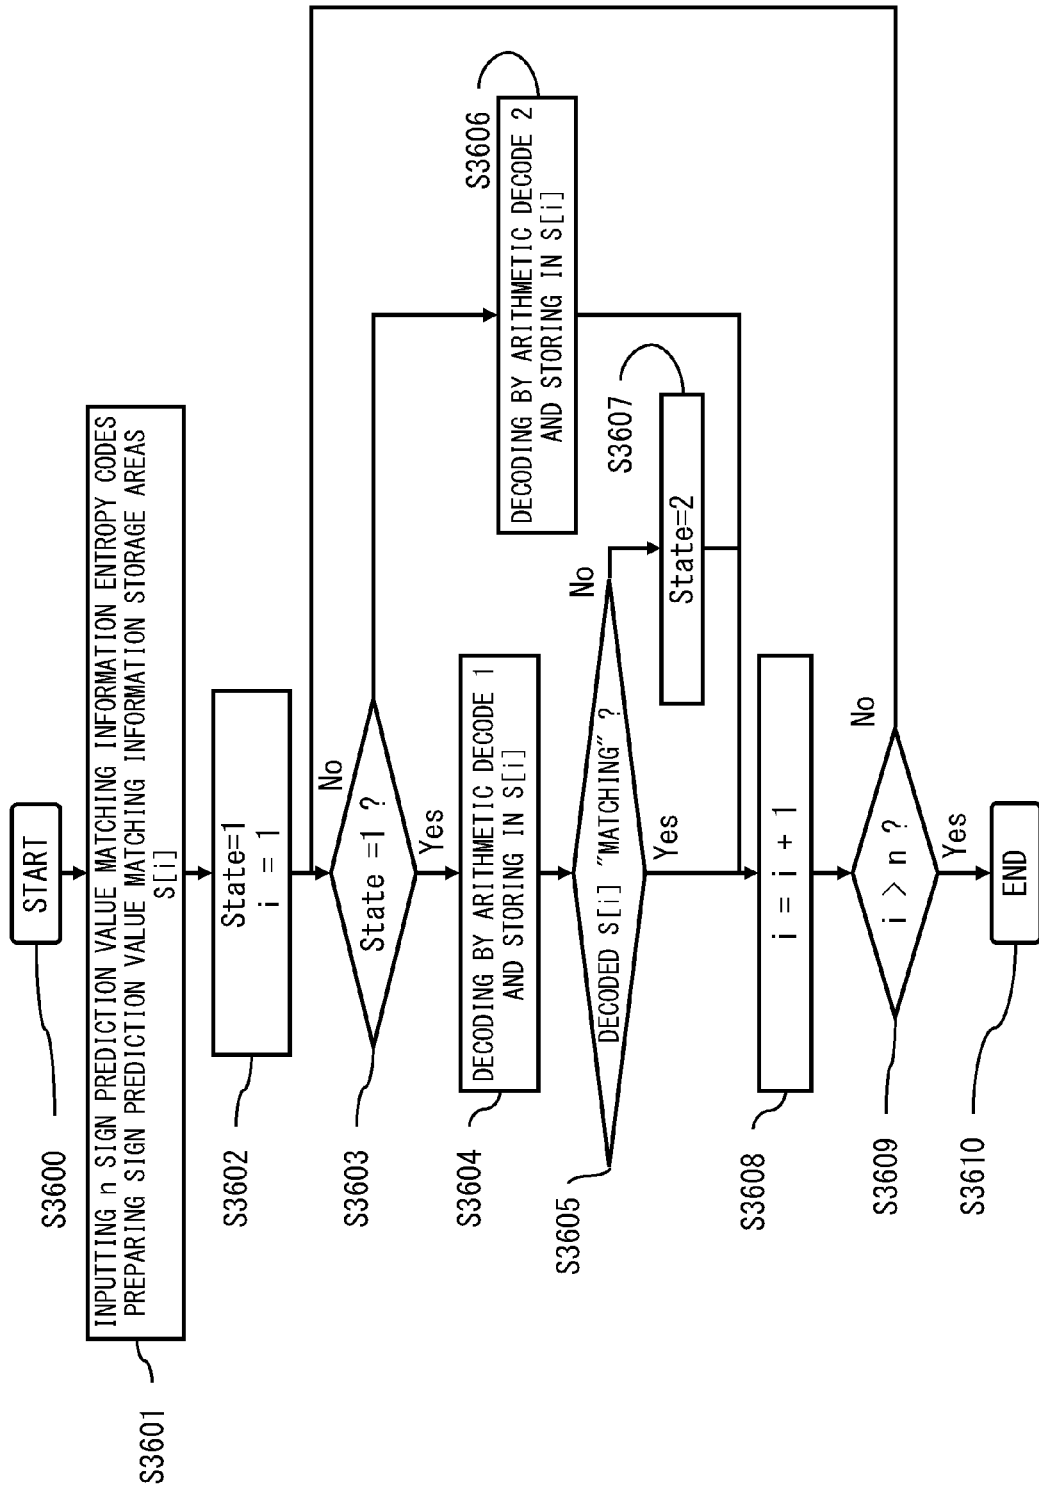 START
S3600
INPUTTING n SIGN PREDICTION VALUE MATCHING INFORMATION ENTROPY CODES
PREPARING SIGN PREDICTION VALUE MATCHING INFORMATION STORAGE AREAS
S[i]
S3601
State=1
i = 1
S3602
State =1 ?
No
Yes
S3603
DECODING BY ARITHMETIC DECODE 1
AND STORING IN S[i]
S3604
DECODING BY ARITHMETIC DECODE 2
AND STORING IN S[i]
S3606
DECODED S[i] "MATCHING" ?
No
Yes
S3605
State=2
S3607
i = i + 1
S3608
i > n ?
No
Yes
S3609
END
S3610